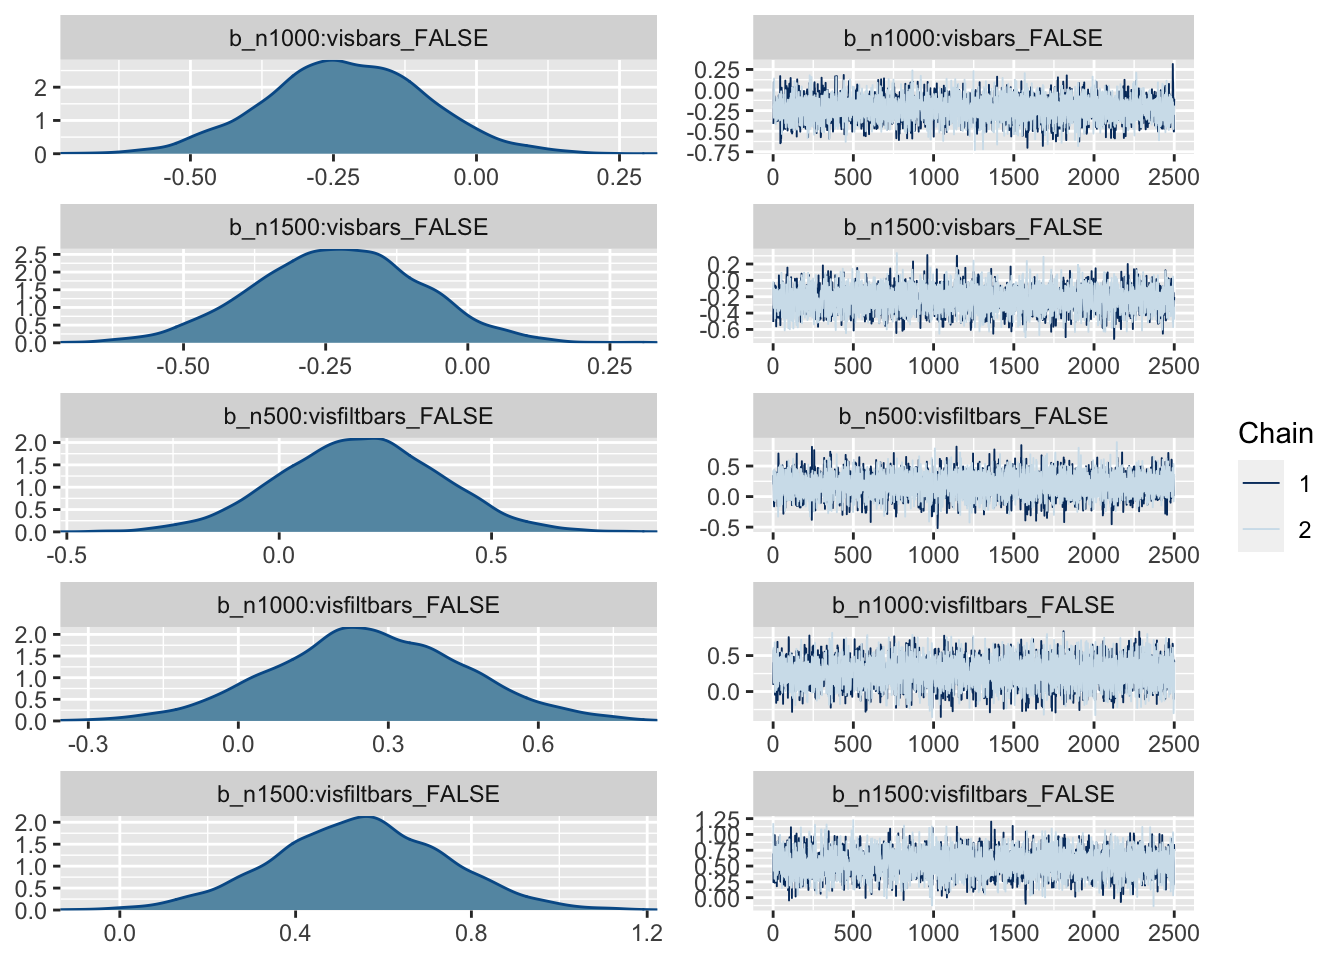 b_n1000:visbars_FALSE
2
1
0
-0.50 -0.25 0.00 0.25
b_n1000:visbars_FALSE
0.25
0.00
-0.25
-0.50
-0.75
0 500 1000 1500 2000 2500
b_n1500:visbars_FALSE
2.5
2.0
1.5
1.0
0.5
0.0
-0.50 -0.25 0.00 0.25
b_n1500:visbars_FALSE
0.2
0.0
-0.2
-0.4
-0.6
0 500 1000 1500 2000 2500
b_n500:visfiltbars_FALSE
2.0
1.5
1.0
0.5
0.0
-0.5 0.0 0.5
b_n500:visfiltbars_FALSE
0.5
0.0
-0.5
0 500 1000 1500 2000 2500
b_n1000:visfiltbars_FALSE
2.0
1.5
1.0
0.5
0.0
-0.3 0.0 0.3 0.6
b_n1000:visfiltbars_FALSE
0.5
0.0
0 500 1000 1500 2000 2500
b_n1500:visfiltbars_FALSE
2.0
1.5
1.0
0.5
0.0
0.0 0.4 0.8 1.2
b_n1500:visfiltbars_FALSE
1.25
1.00
0.75
0.50
0.25
0.00
0 500 1000 1500 2000 2500
Chain
1
2